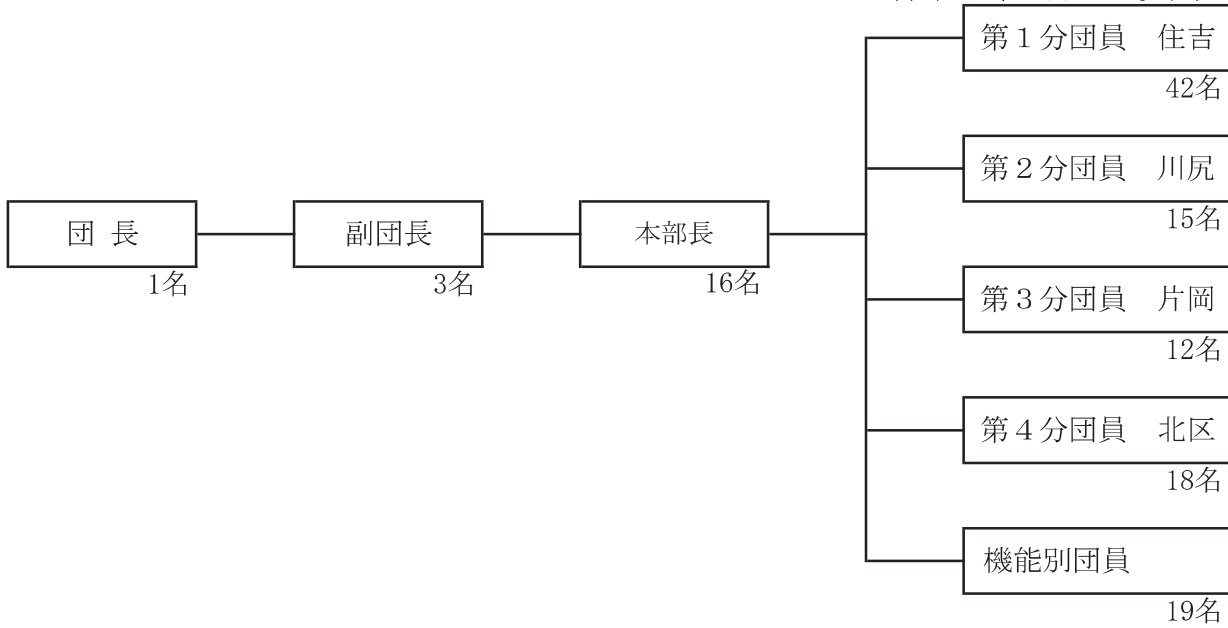 第１分団員　住吉
42名
第２分団員　川尻
15名
団 長
1名
副団長
3名
本部長
16名
第３分団員　片岡
12名
第４分団員　北区
18名
機能別団員
19名